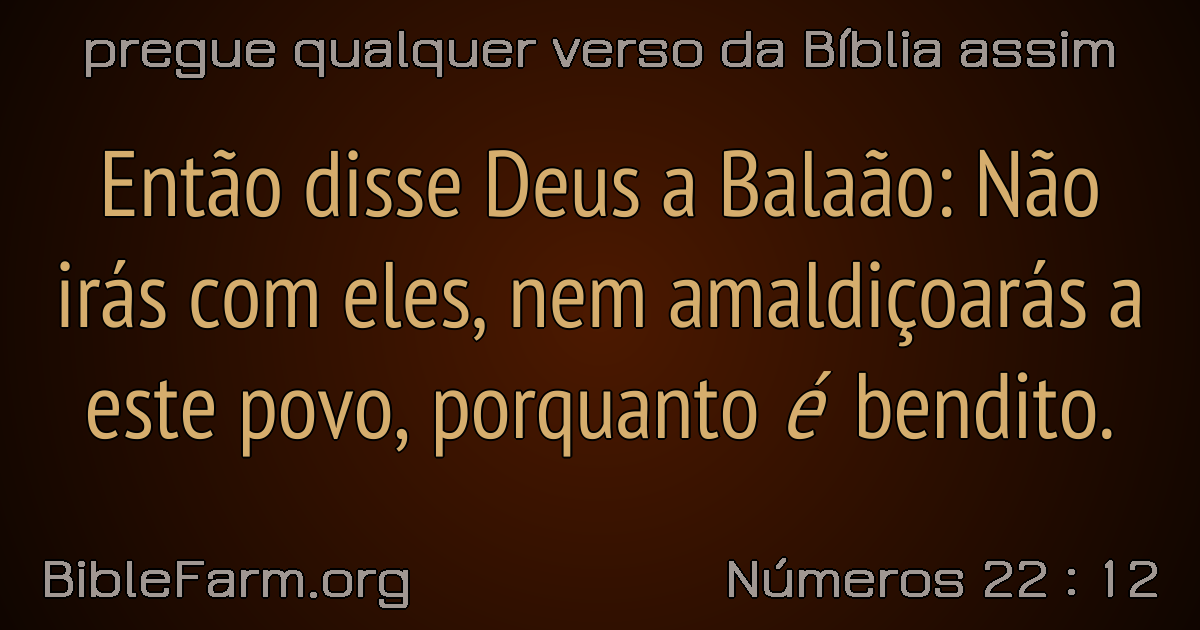 pregue qualquer verso da Bíblia assim
Então disse Deus a Balaão: Não
irás com eles, nem amaldiçoarás a
este povo, porquanto é bendito.
BibleFarm.org
Números 22 : 12